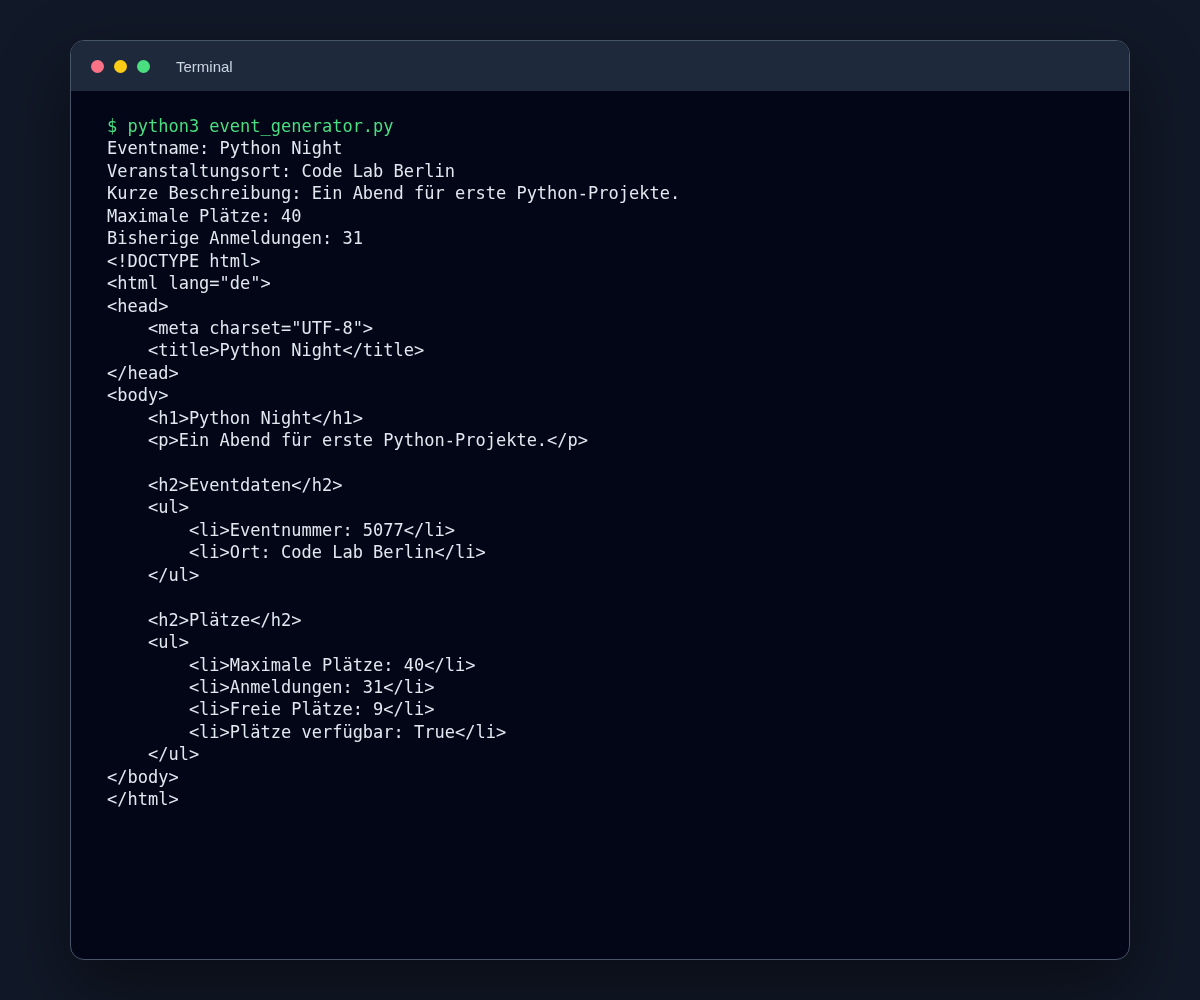 Terminal
$ python3 event_generator.py
Eventname: Python Night
Veranstaltungsort: Code Lab Berlin
Kurze Beschreibung: Ein Abend für erste Python-Projekte.
Maximale Plätze: 40
Bisherige Anmeldungen: 31
<!DOCTYPE html>
<html lang="de">
<head>
    <meta charset="UTF-8">
    <title>Python Night</title>
</head>
<body>
    <h1>Python Night</h1>
    <p>Ein Abend für erste Python-Projekte.</p>

    <h2>Eventdaten</h2>
    <ul>
        <li>Eventnummer: 5077</li>
        <li>Ort: Code Lab Berlin</li>
    </ul>

    <h2>Plätze</h2>
    <ul>
        <li>Maximale Plätze: 40</li>
        <li>Anmeldungen: 31</li>
        <li>Freie Plätze: 9</li>
        <li>Plätze verfügbar: True</li>
    </ul>
</body>
</html>